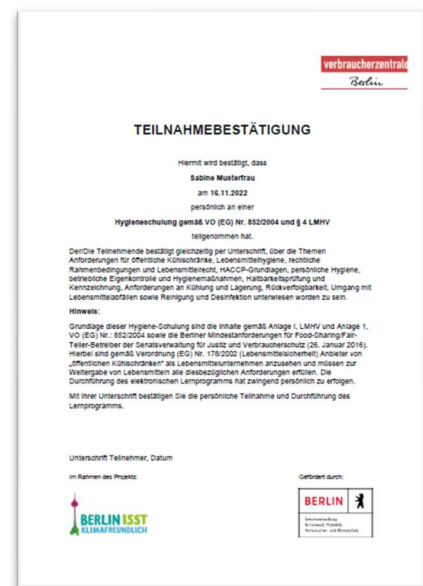 verbraucherzentrale
Berlin
TEILNAHMEBESTÄTIGUNG
Hiermit wird bestätigt, dass
Sabine Musterfrau
am 16.11.2022
persönlich an einer
Hygieneschulung gemäß VO (EG) Nr. 852/2004 und § 4 LMHV
teilgenommen hat.
Der/Die Teilnehmende bestätigt gleichzeitig per Unterschrift, über die Themen
Anforderungen für öffentliche Kühlschränke, Lebensmittelhygiene, rechtliche
Rahmenbedingungen und Lebensmittelrecht, HACCP-Grundlagen, persönliche Hygiene,
betriebliche Eigenkontrolle und Hygienemaßnahmen, Haltbarkeitsprüfung und
Kennzeichnung, Anforderungen an Kühlung und Lagerung, Rückverfolgbarkeit, Umgang mit
Lebensmittelabfällen sowie Reinigung und Desinfektion unterwiesen worden zu sein.
Hinweis:
Grundlage dieser Hygiene-Schulung sind die Inhalte gemäß Anlage I, LMHV und Anlage 1,
VO (EG) Nr.: 852/2004 sowie die Berliner Mindestanforderungen für Food-Sharing/Fair-
Teiler-Betreiber der Senatsverwaltung für Justiz und Verbraucherschutz (26. Januar 2016).
Hierbei sind gemäß Verordnung (EG) Nr. 178/2002 (Lebensmittelsicherheit) Anbieter von
„öffentlichen Kühlschränken“ als Lebensmittelunternehmen anzusehen und müssen zur
Weitergabe von Lebensmitteln alle diesbezüglichen Anforderungen erfüllen. Die
Durchführung des elektronischen Lernprogramms hat zwingend persönlich zu erfolgen.
Mit Ihrer Unterschrift bestätigen Sie die persönliche Teilnahme und Durchführung des
Lernprogramms.
Unterschrift Teilnehmer, Datum
Im Rahmen des Projekts:
Gefördert durch:
BERLIN ISST
KLIMAFREUNDLICH
BERLIN
Senatsverwaltung
für Umwelt, Mobilität,
Verbraucher- und Klimaschutz